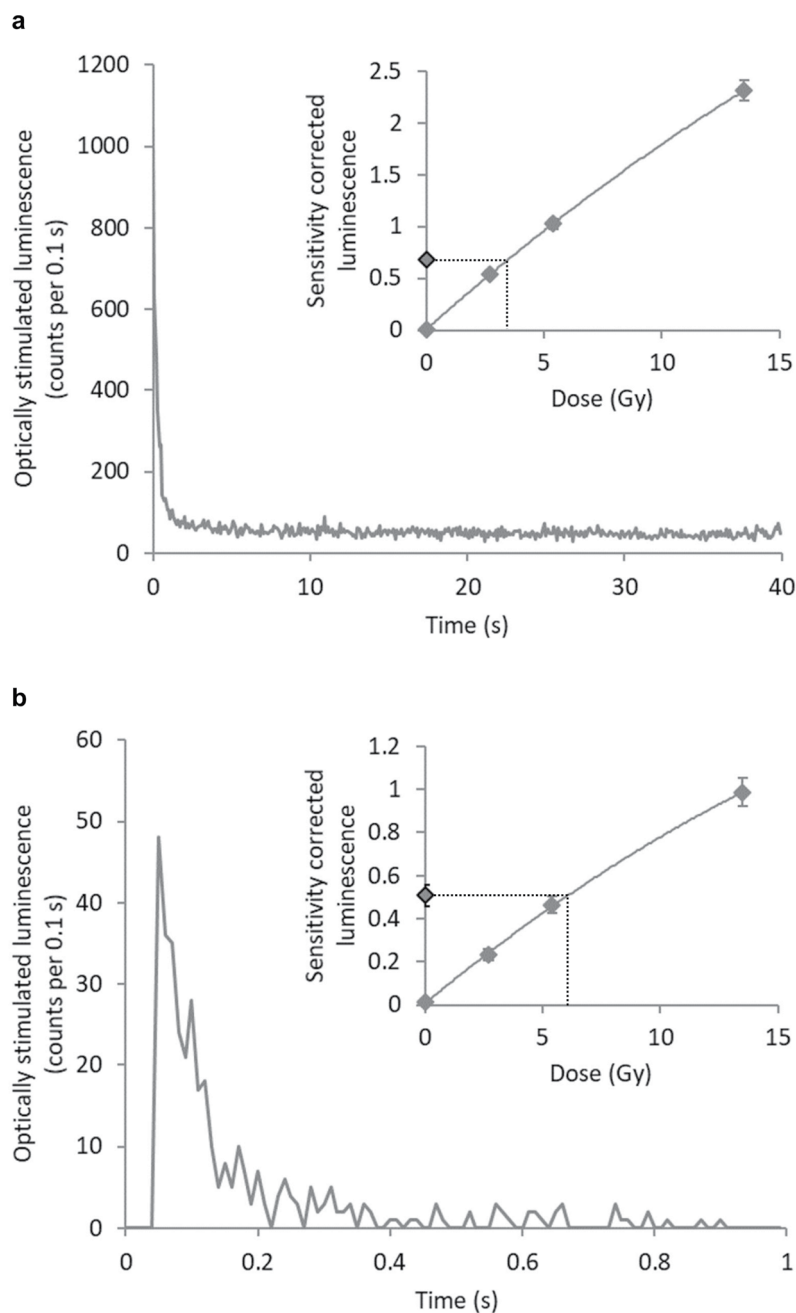 a
1200
1000
800
600
400
200
0
Optically stimulated luminescence
(counts per 0.1 s)
0 10 20 30 40
Time (s)
2.5
2
1.5
1
0.5
0
Sensitivity corrected
luminescence
0 5 10 15
Dose (Gy)
b
60
50
40
30
20
10
0
Optically stimulated luminescence
(counts per 0.1 s)
0 0.2 0.4 0.6 0.8 1
Time (s)
1.2
1
0.8
0.6
0.4
0.2
0
Sensitivity corrected
luminescence
0 5 10 15
Dose (Gy)